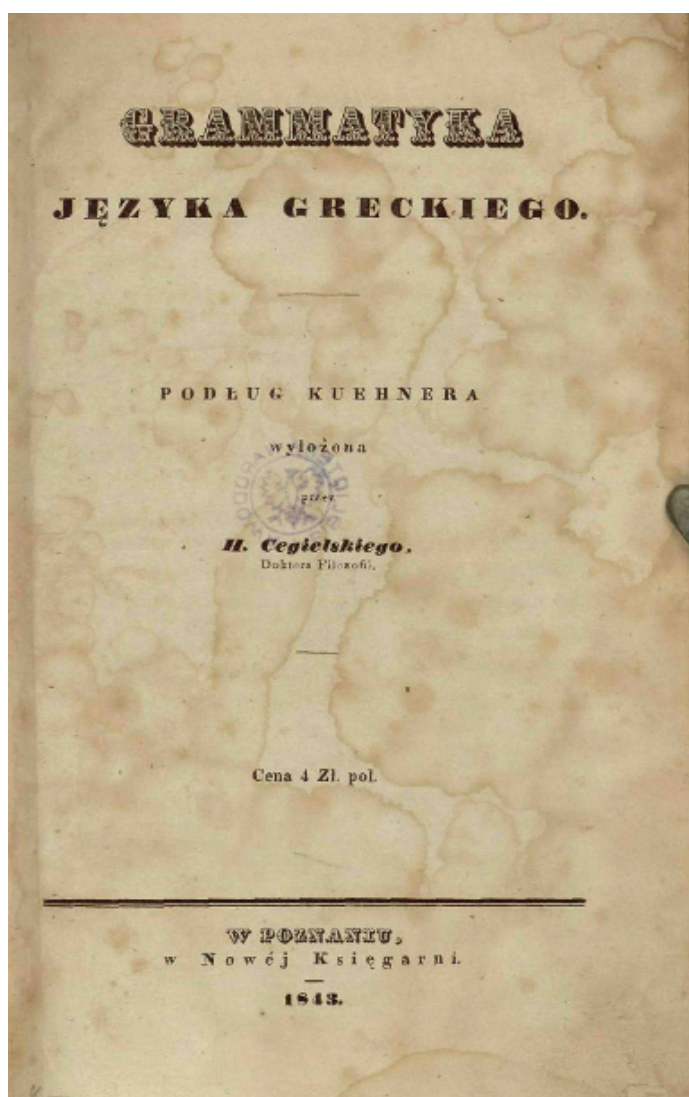 GRAMMATYKA
JĘZYKA GRECKIEGO.
PODŁUG KUEHNERA
wyłożona
przez
H. Cegielskiego,
Doktora Filozofii.
Cena 4 Zł. pol.
W POZNANIU,
w Nowéj Księgarni.
1843.